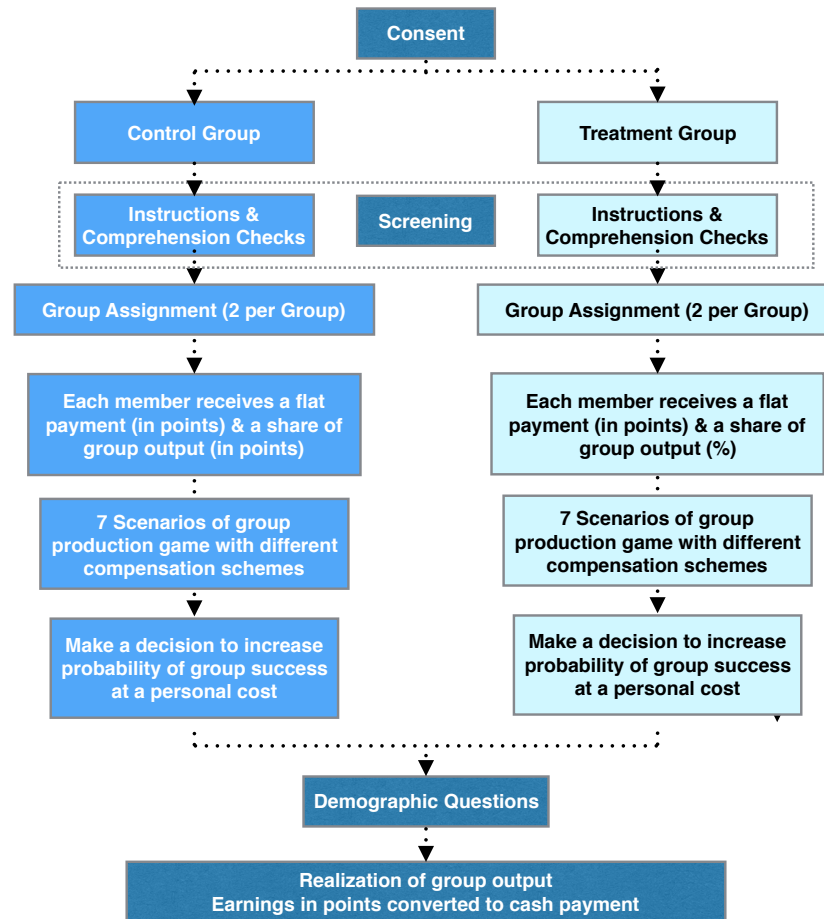 Consent
Control Group
Treatment Group
Instructions &
Comprehension Checks
Screening
Instructions &
Comprehension Checks
Group Assignment (2 per Group)
Group Assignment (2 per Group)
Each member receives a flat
payment (in points) & a share of
group output (in points)
Each member receives a flat
payment (in points) & a share of
group output (%)
7 Scenarios of group
production game with different
compensation schemes
7 Scenarios of group
production game with different
compensation schemes
Make a decision to increase
probability of group success
at a personal cost
Make a decision to increase
probability of group success
at a personal cost
Demographic Questions
Realization of group output
Earnings in points converted to cash payment